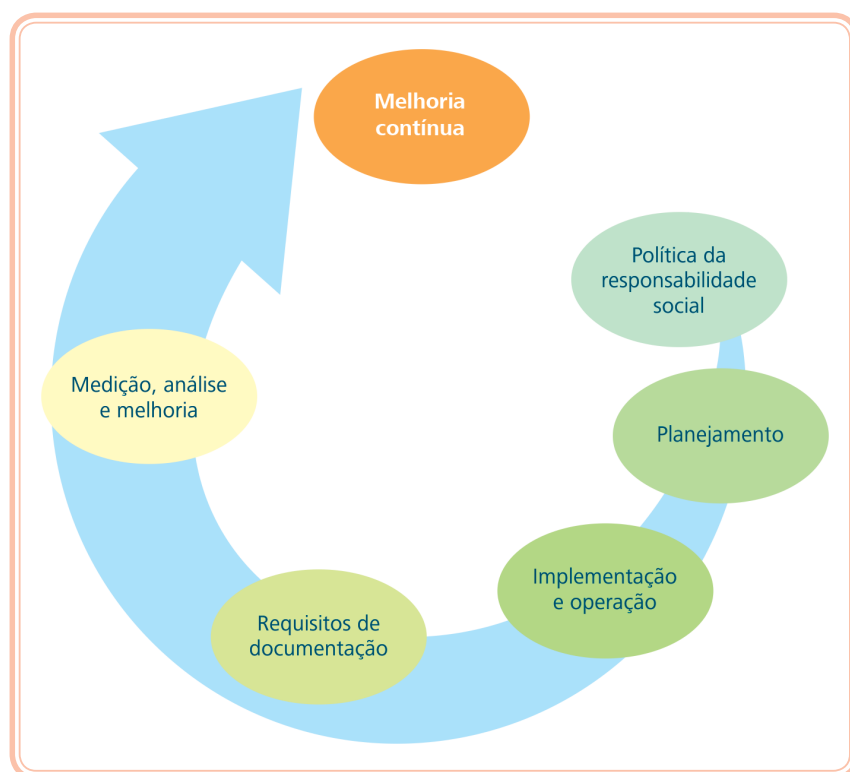 Melhoria
contínua
Política da
responsabilidade
social
Planejamento
Implementação
e operação
Requisitos de
documentação
Medição, análise
e melhoria